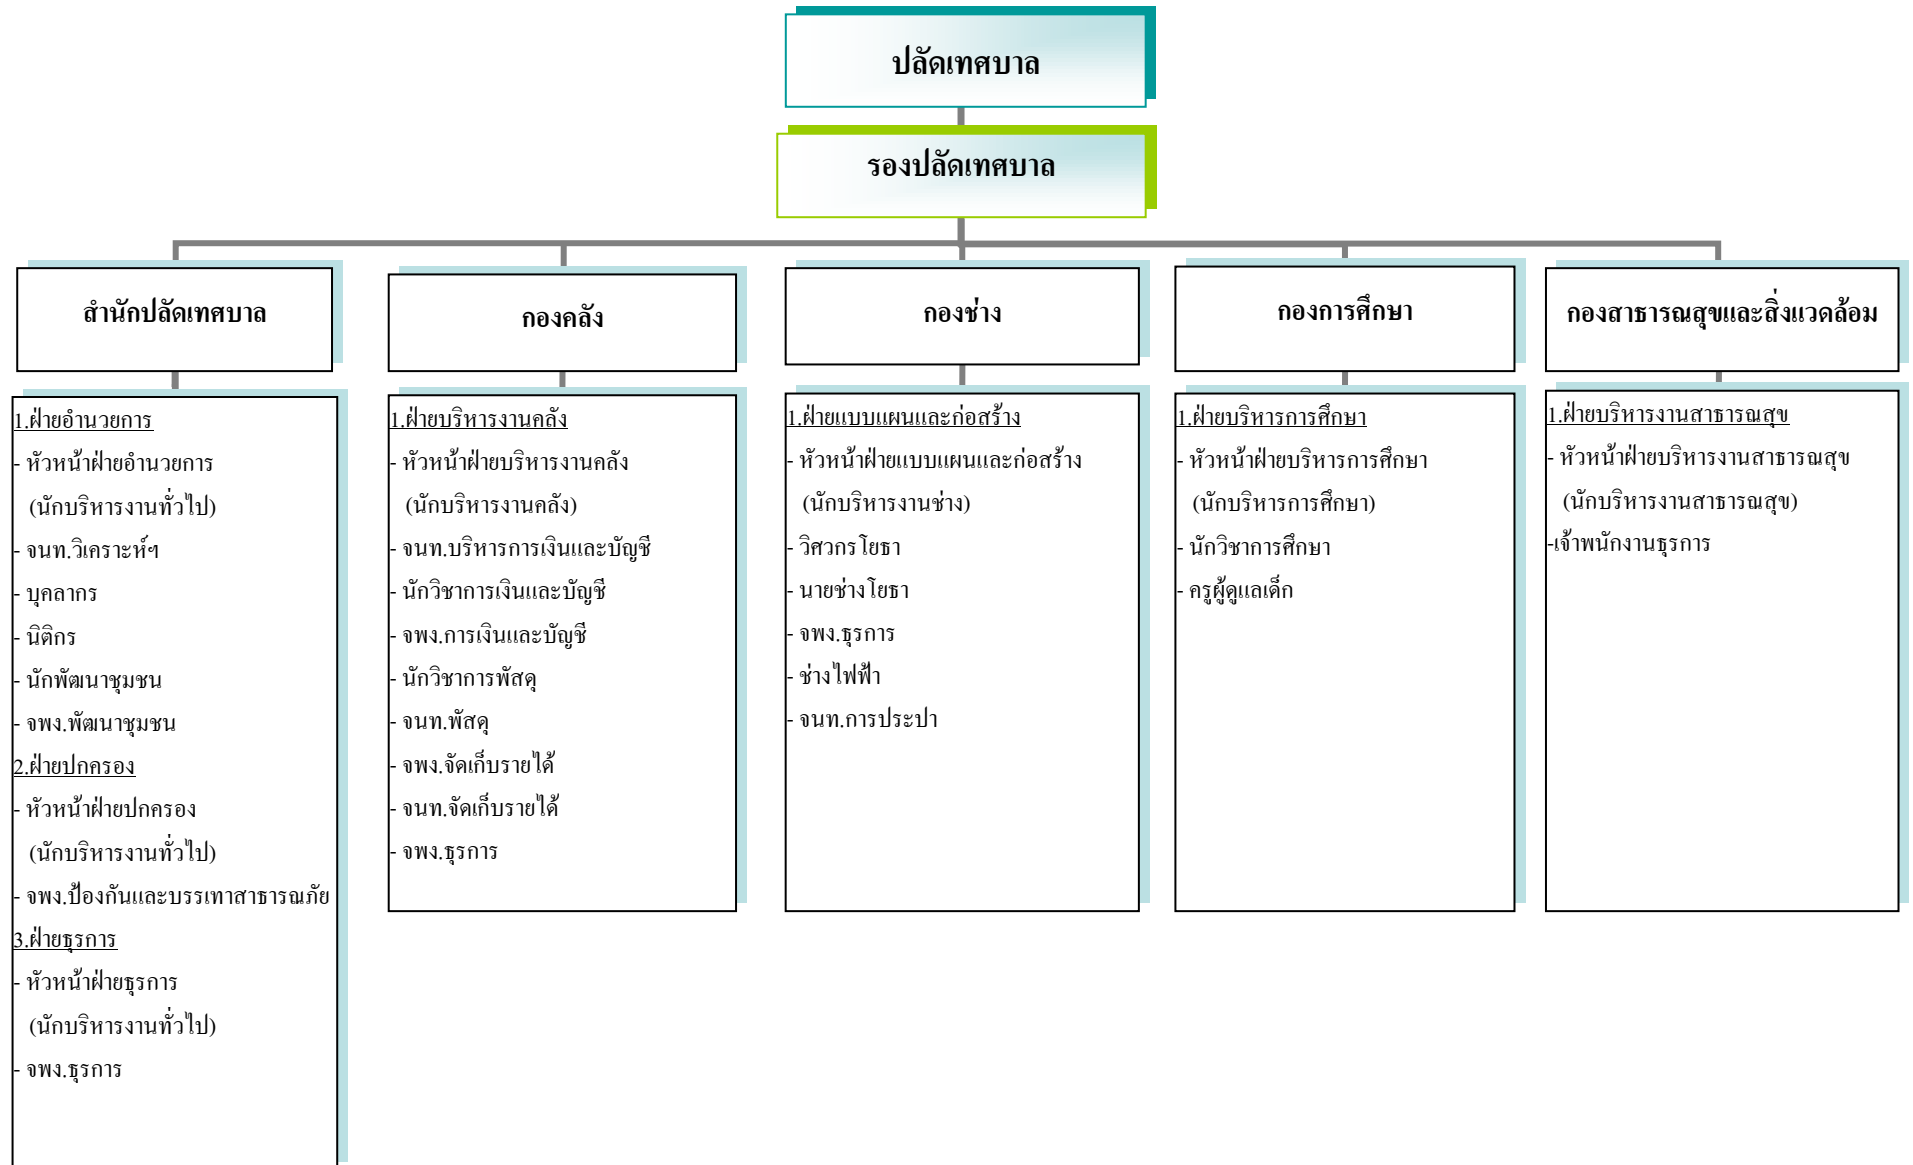 ปลัดเทศบาล
รองปลัดเทศบาล
สำนักปลัดเทศบาล
1.ฝ่ายอำนวยการ
- หัวหน้าฝ่ายอำนวยการ
(นักบริหารงานทั่วไป)
- จนท.วิเคราะห์ฯ
- บุคลากร
- นิติกร
- นักพัฒนาชุมชน
- จพง.พัฒนาชุมชน
2.ฝ่ายปกครอง
- หัวหน้าฝ่ายปกครอง
(นักบริหารงานทั่วไป)
- จพง.ป้องกันและบรรเทาสาธารณภัย
3.ฝ่ายธุรการ
- หัวหน้าฝ่ายธุรการ
(นักบริหารงานทั่วไป)
- จพง.ธุรการ
กองคลัง
1.ฝ่ายบริหารงานคลัง
- หัวหน้าฝ่ายบริหารงานคลัง
(นักบริหารงานคลัง)
- จนท.บริหารการเงินและบัญชี
- นักวิชาการเงินและบัญชี
- จพง.การเงินและบัญชี
- นักวิชาการพัสดุ
- จนท.พัสดุ
- จพง.จัดเก็บรายได้
- จนท.จัดเก็บรายได้
- จพง.ธุรการ
กองช่าง
1.ฝ่ายแบบแผนและก่อสร้าง
- หัวหน้าฝ่ายแบบแผนและก่อสร้าง
(นักบริหารงานช่าง)
- วิศวกรโยธา
- นายช่างโยธา
- จพง.ธุรการ
- ช่างไฟฟ้า
- จนท.การประปา
กองการศึกษา
1.ฝ่ายบริหารการศึกษา
- หัวหน้าฝ่ายบริหารการศึกษา
(นักบริหารการศึกษา)
- นักวิชาการศึกษา
- ครูผู้ดูแลเด็ก
กองสาธารณสุขและสิ่งแวดล้อม
1.ฝ่ายบริหารงานสาธารณสุข
- หัวหน้าฝ่ายบริหารงานสาธารณสุข
(นักบริหารงานสาธารณสุข)
-เจ้าพนักงานธุรการ